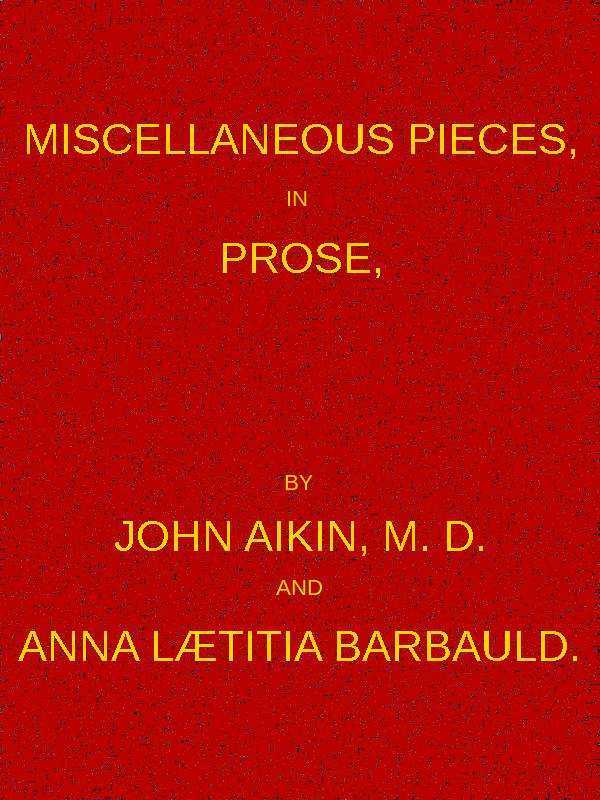 MISCELLANEOUS PIECES,
IN
PROSE,
BY
JOHN AIKIN, M. D.
AND
ANNA LÆTITIA BARBAULD.